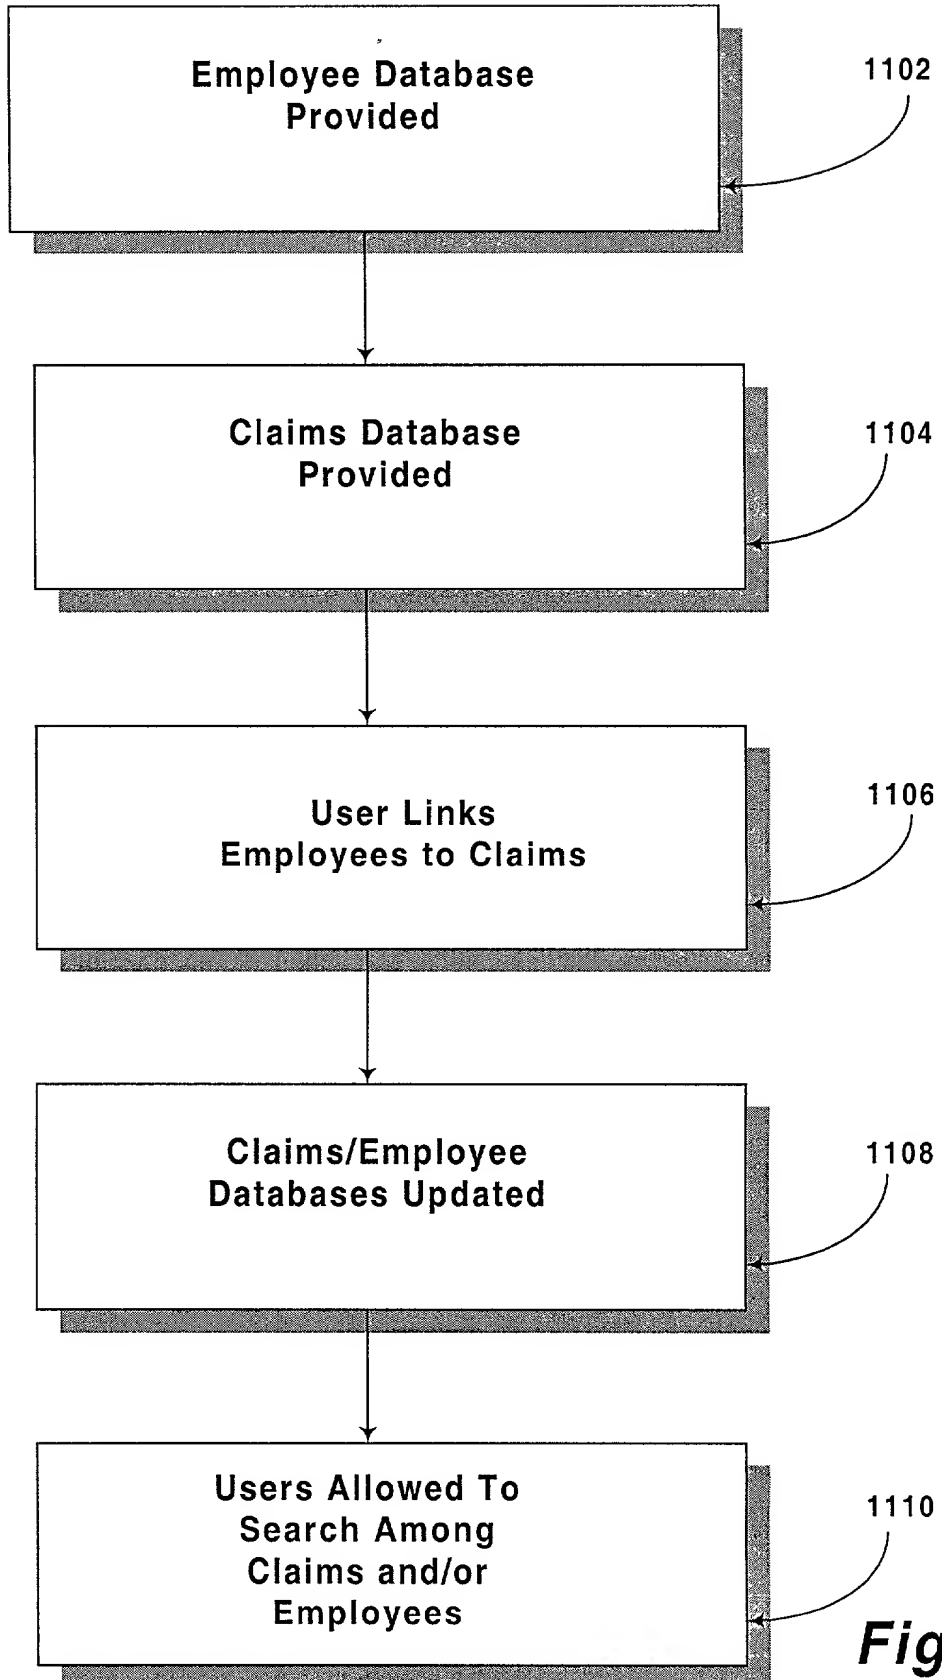 Employee Database
Provided
1102
Claims Database
Provided
1104
User Links
Employees to Claims
1106
Claims/Employee
Databases Updated
1108
Users Allowed To
Search Among
Claims and/or
Employees
1110
Fig